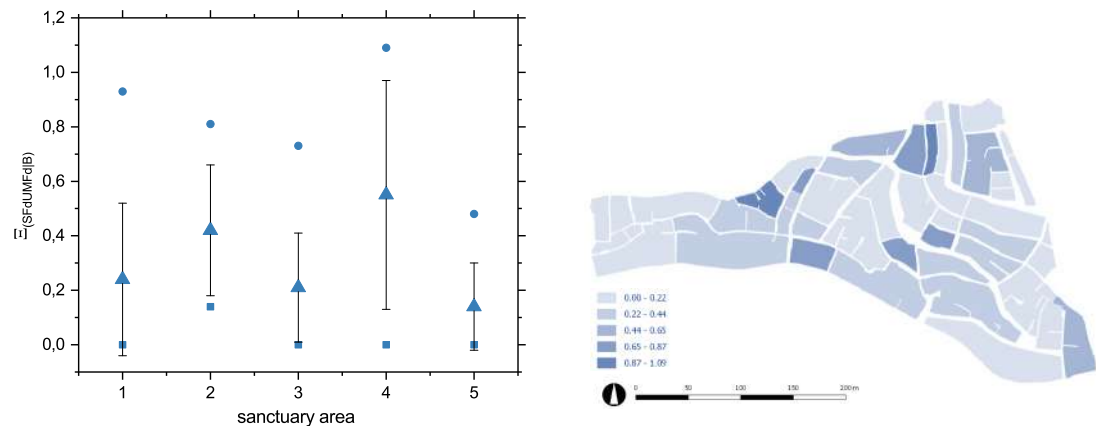 1,2
1,0
0,8
0,6
0,4
0,2
0,0
Ξ(SFdUMFd|B)
1 2 3 4 5
sanctuary area
0.00 - 0.22
0.22 - 0.44
0.44 - 0.65
0.65 - 0.87
0.87 - 1.09
0 50 100 150 200 m